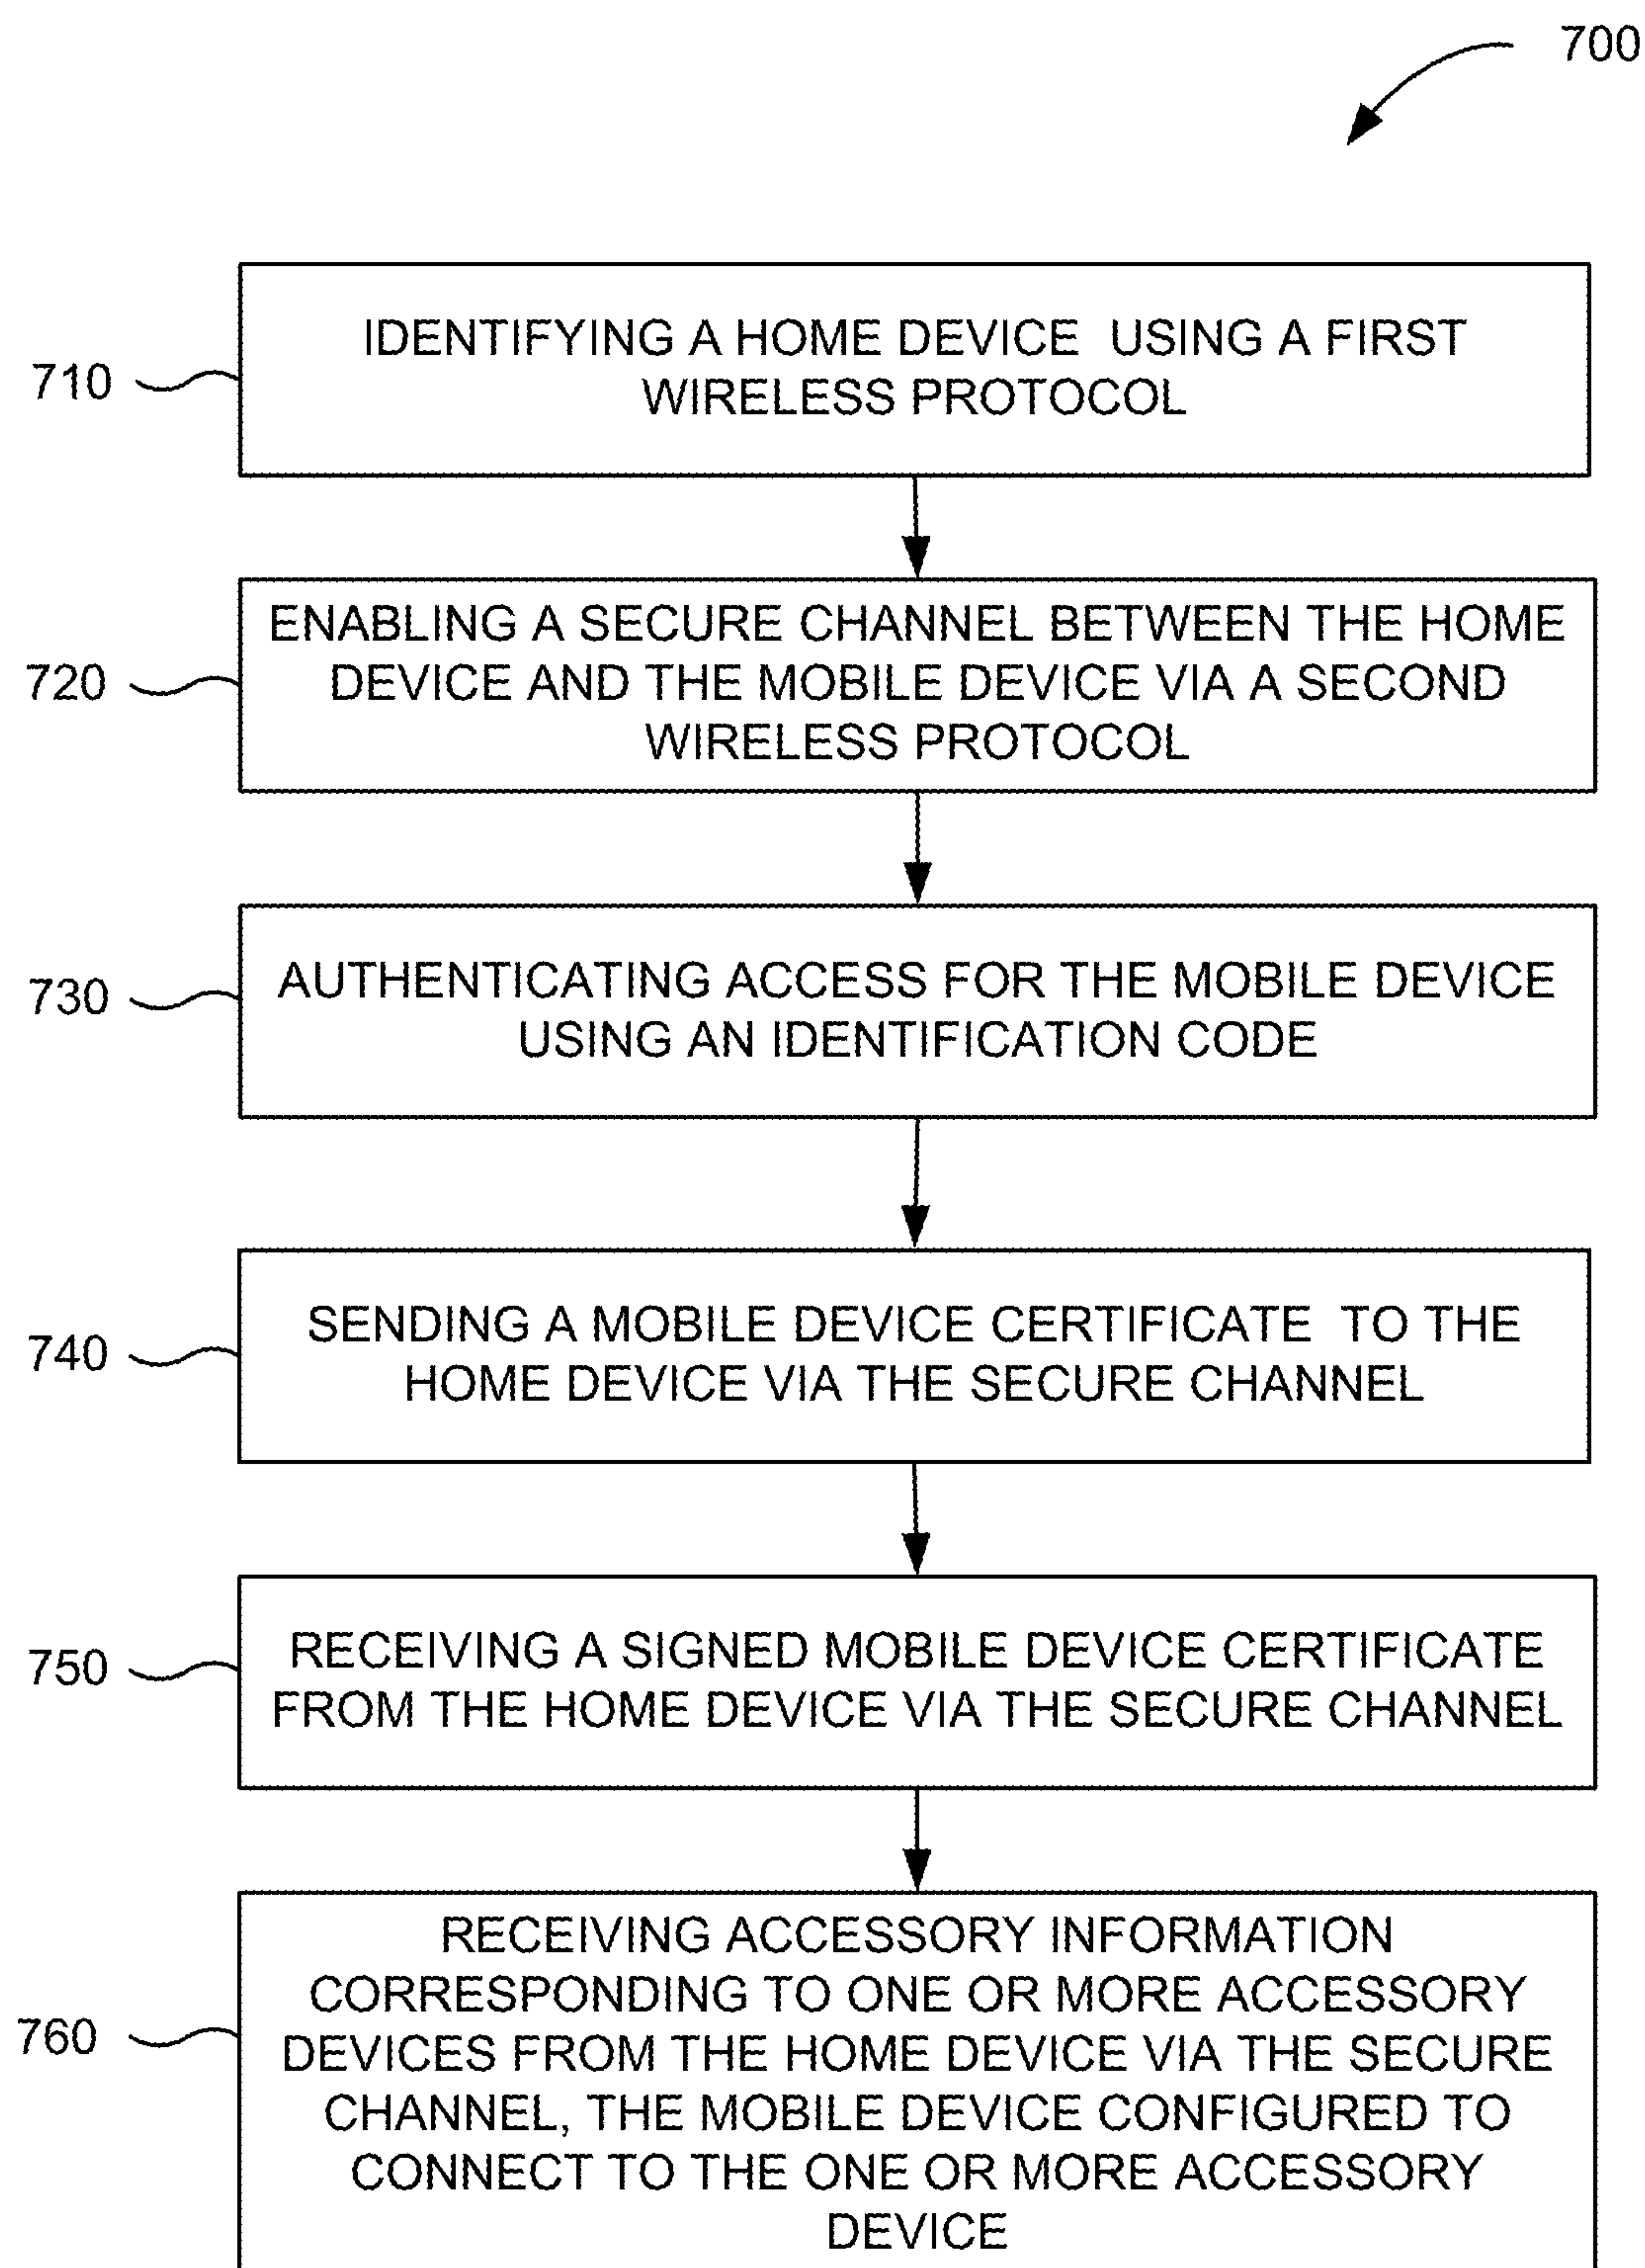 700
710
IDENTIFYING A HOME DEVICE USING A FIRST
WIRELESS PROTOCOL
720
ENABLING A SECURE CHANNEL BETWEEN THE HOME
DEVICE AND THE MOBILE DEVICE VIA A SECOND
WIRELESS PROTOCOL
730
AUTHENTICATING ACCESS FOR THE MOBILE DEVICE
USING AN IDENTIFICATION CODE
740
SENDING A MOBILE DEVICE CERTIFICATE TO THE
HOME DEVICE VIA THE SECURE CHANNEL
750
RECEIVING A SIGNED MOBILE DEVICE CERTIFICATE
FROM THE HOME DEVICE VIA THE SECURE CHANNEL
760
RECEIVING ACCESSORY INFORMATION
CORRESPONDING TO ONE OR MORE ACCESSORY
DEVICES FROM THE HOME DEVICE VIA THE SECURE
CHANNEL, THE MOBILE DEVICE CONFIGURED TO
CONNECT TO THE ONE OR MORE ACCESSORY
DEVICE